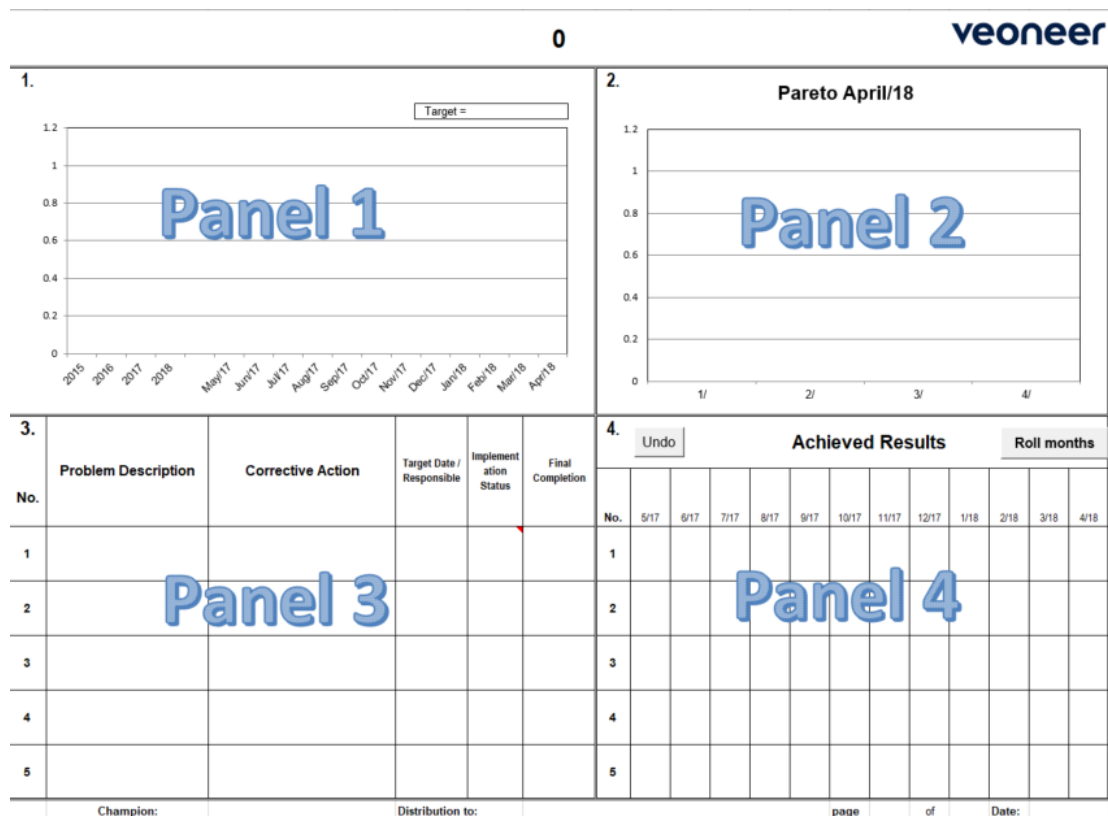 0
veoneer
1.
Target =
1.2
1
0.8
0.6
0.4
0.2
0
2015 2016 2017 2018 May/17 Jun/17 Jul/17 Aug/17 Sep/17 Oct/17 Nov/17 Dec/17 Jan/18 Feb/18 Mar/18 Apr/18
Panel 1
2.
Pareto April/18
1.2
1
0.8
0.6
0.4
0.2
0
1/ 2/ 3/ 4/
Panel 2
3.
No.
Problem Description
Corrective Action
Target Date /
Responsible
Implement
ation
Status
Final
Completion
1
2
3
4
5
Panel 3
4.
Undo
Achieved Results
Roll months
No. 5/17 6/17 7/17 8/17 9/17 10/17 11/17 12/17 1/18 2/18 3/18 4/18
1
2
3
4
5
Panel 4
Champion: Distribution to: page of Date: